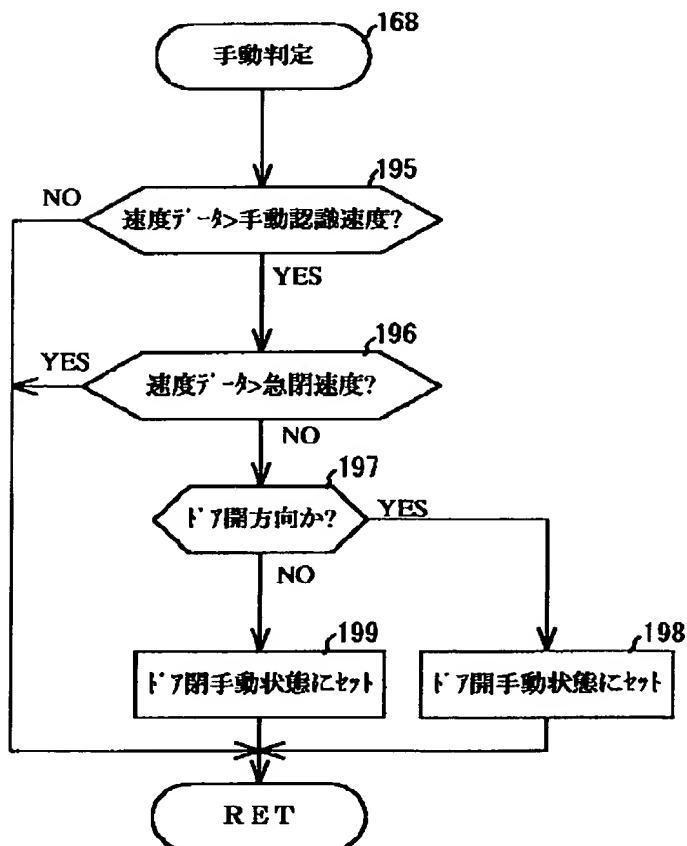 168
手動判定
195
NO
速度データ>手動認識速度?
YES
196
YES
速度データ>急閉速度?
NO
197
ドア開方向か?
YES
NO
199
ドア閉手動状態にセット
198
ドア開手動状態にセット
RET